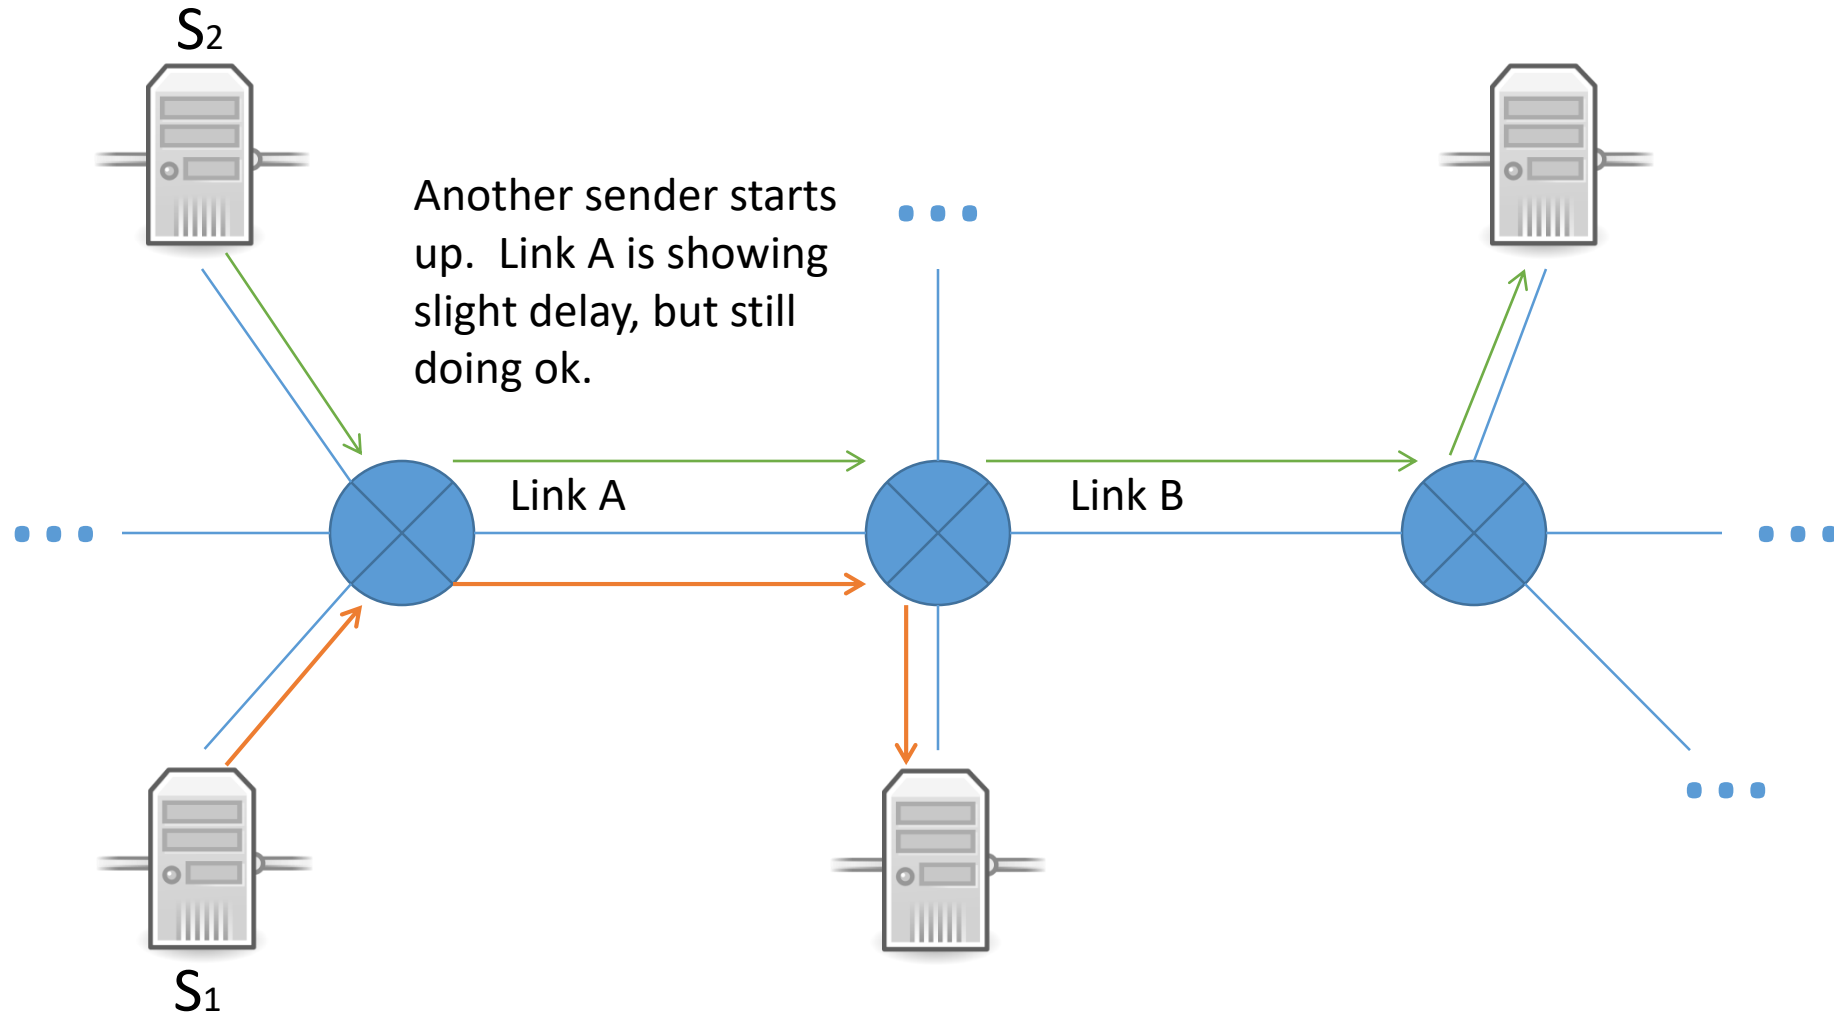 S2
Another sender starts
up.  Link A is showing
slight delay, but still
doing ok.
Link A
Link B
S1